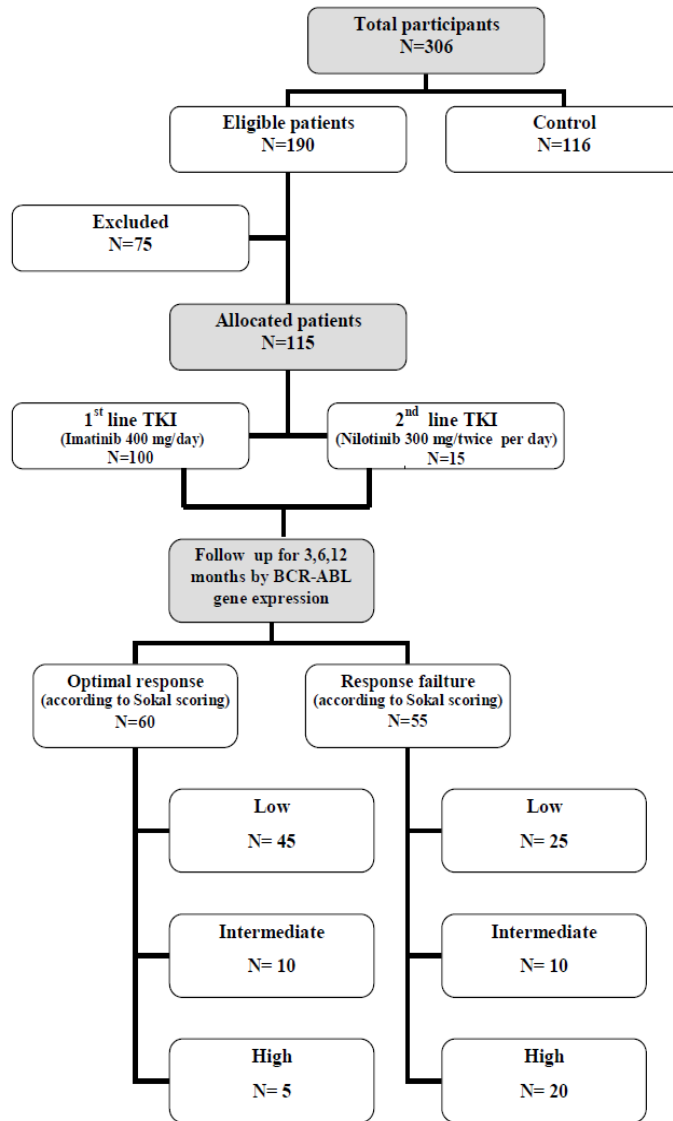 Total participants
N=306
Eligible patients
N=190
Control
N=116
Excluded
N=75
Allocated patients
N=115
1st line TKI
(Imatinib 400 mg/day)
N=100
2nd line TKI
(Nilotinib 300 mg/twice per day)
N=15
Follow up for 3,6,12
months by BCR-ABL
gene expression
Optimal response
(according to Sokal scoring)
N=60
Response failture
(according to Sokal scoring)
N=55
Low
N= 45
Low
N= 25
Intermediate
N= 10
Intermediate
N= 10
High
N= 5
High
N= 20